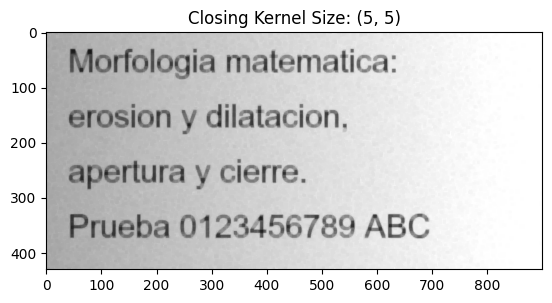 Closing Kernel Size: (5, 5)
0
100
200
300
400
Morfologia matematica:
erosion y dilatacion,
apertura y cierre.
Prueba 0123456789 ABC
0 100 200 300 400 500 600 700 800